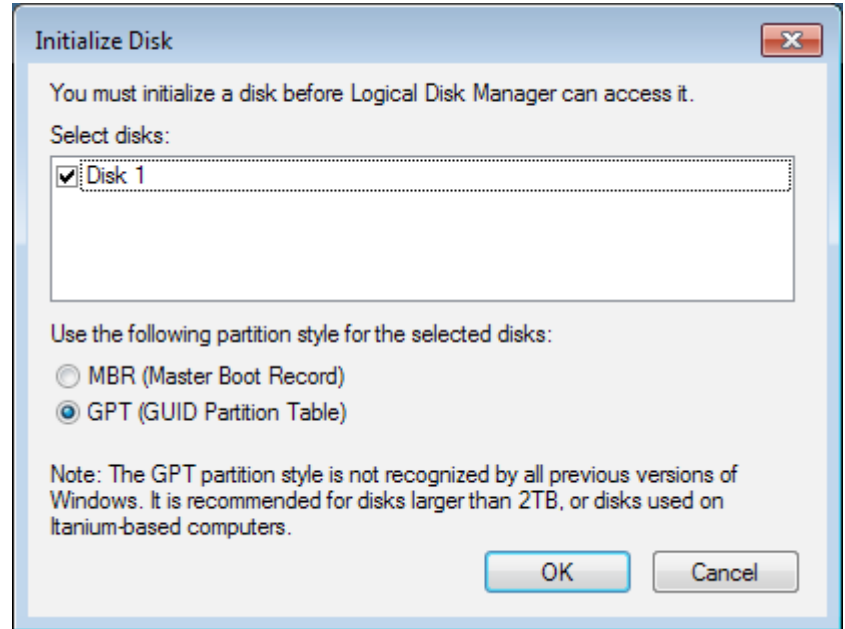 Initialize Disk
You must initialize a disk before Logical Disk Manager can access it.
Select disks:
Disk 1
Use the following partition style for the selected disks:
MBR (Master Boot Record)
GPT (GUID Partition Table)
Note: The GPT partition style is not recognized by all previous versions of
Windows. It is recommended for disks larger than 2TB, or disks used on
Itanium-based computers.
OK Cancel